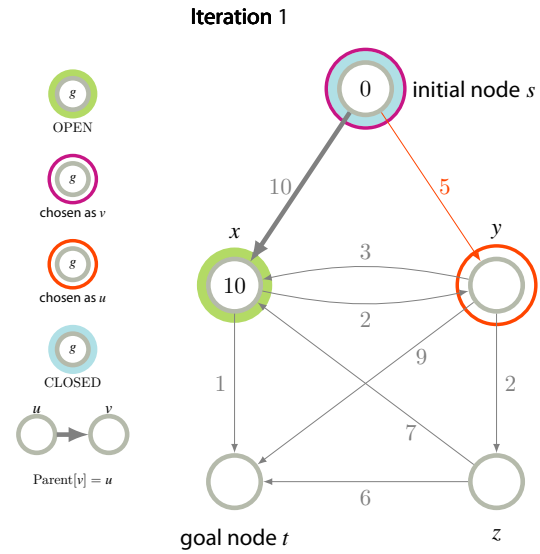 Iteration 1
g
OPEN
g
chosen as v
g
chosen as u
g
CLOSED
u
v
Parent[v] = u
0
initial node s
10
5
x
y
3
10
2
1
9
2
7
6
goal node t
z